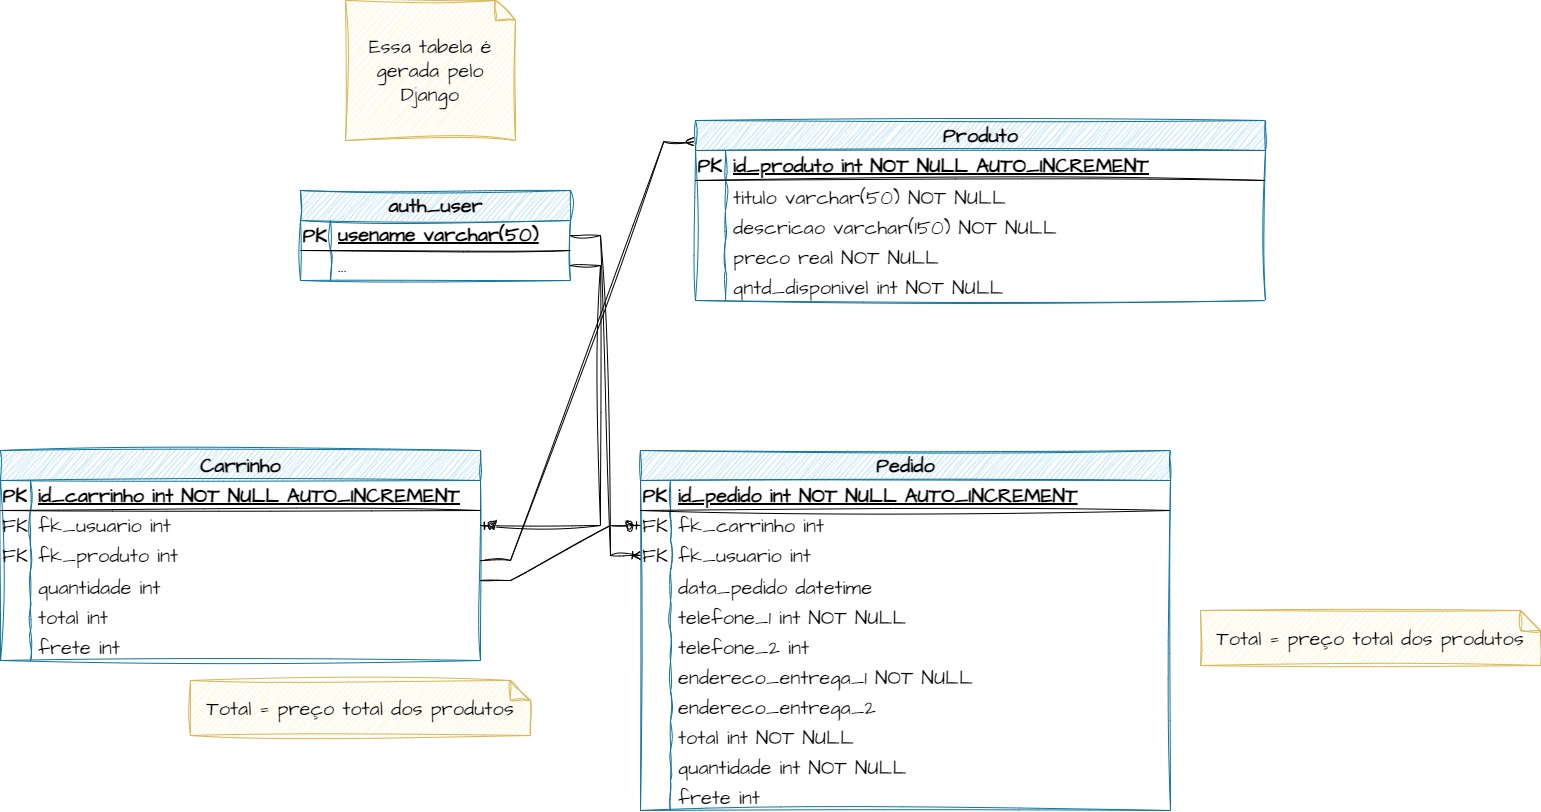 Essa tabela é
gerada pelo
Django
Produto
PK id_produto int NOT NULL AUTO_INCREMENT
titulo varchar(50) NOT NULL
descricao varchar(150) NOT NULL
preco real NOT NULL
qntd_disponivel int NOT NULL
auth_user
PK usename varchar(50)
...
Carrinho
PK id_carrinho int NOT NULL AUTO_INCREMENT
FK fk_usuario int
FK fk_produto int
quantidade int
total int
frete int
Total = preço total dos produtos
Pedido
PK id_pedido int NOT NULL AUTO_INCREMENT
FK fk_carrinho int
FK fk_usuario int
data_pedido datetime
telefone_1 int NOT NULL
telefone_2 int
endereco_entrega_1 NOT NULL
endereco_entrega_2
total int NOT NULL
quantidade int NOT NULL
frete int
Total = preço total dos produtos